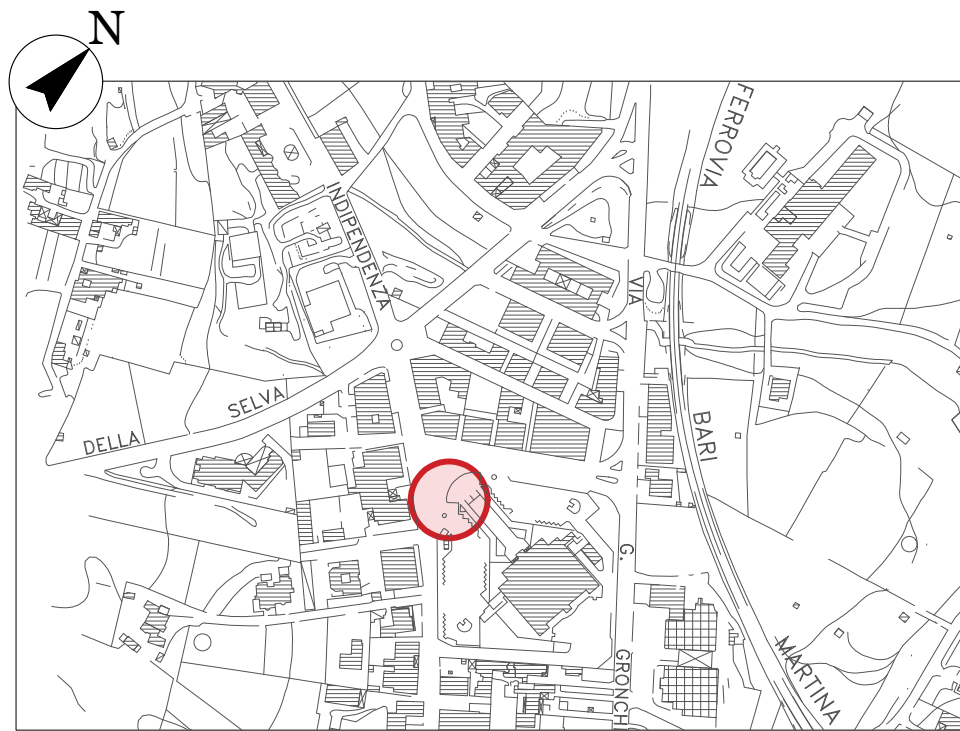 N
FERROVIA
INDIPENDENZA
VIA
SELVA
DELLA
BARI
G.
GRONCHI
MARTINA